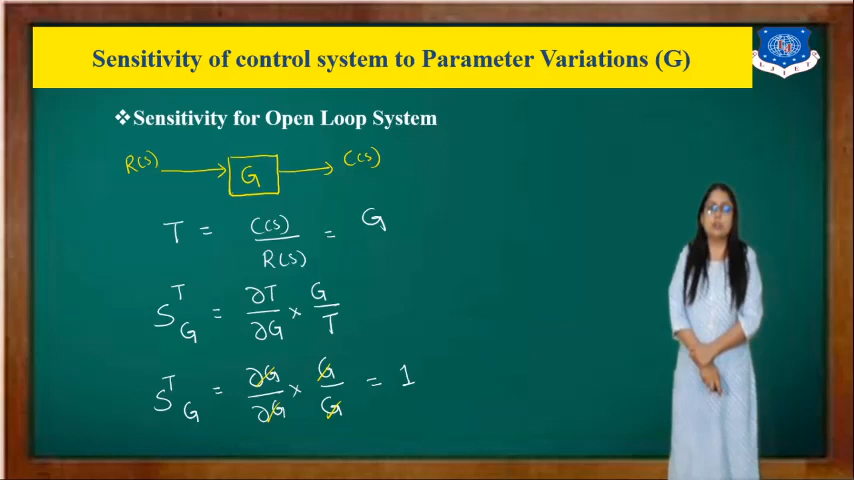 Sensitivity of control system to Parameter Variations (G)
L J I E T
❖Sensitivity for Open Loop System
R(s) → G → C(s)
T = C(s)/R(s) = G
S^T_G = ∂T/∂G × G/T
S^T_G = ∂G/∂G × G/G = 1